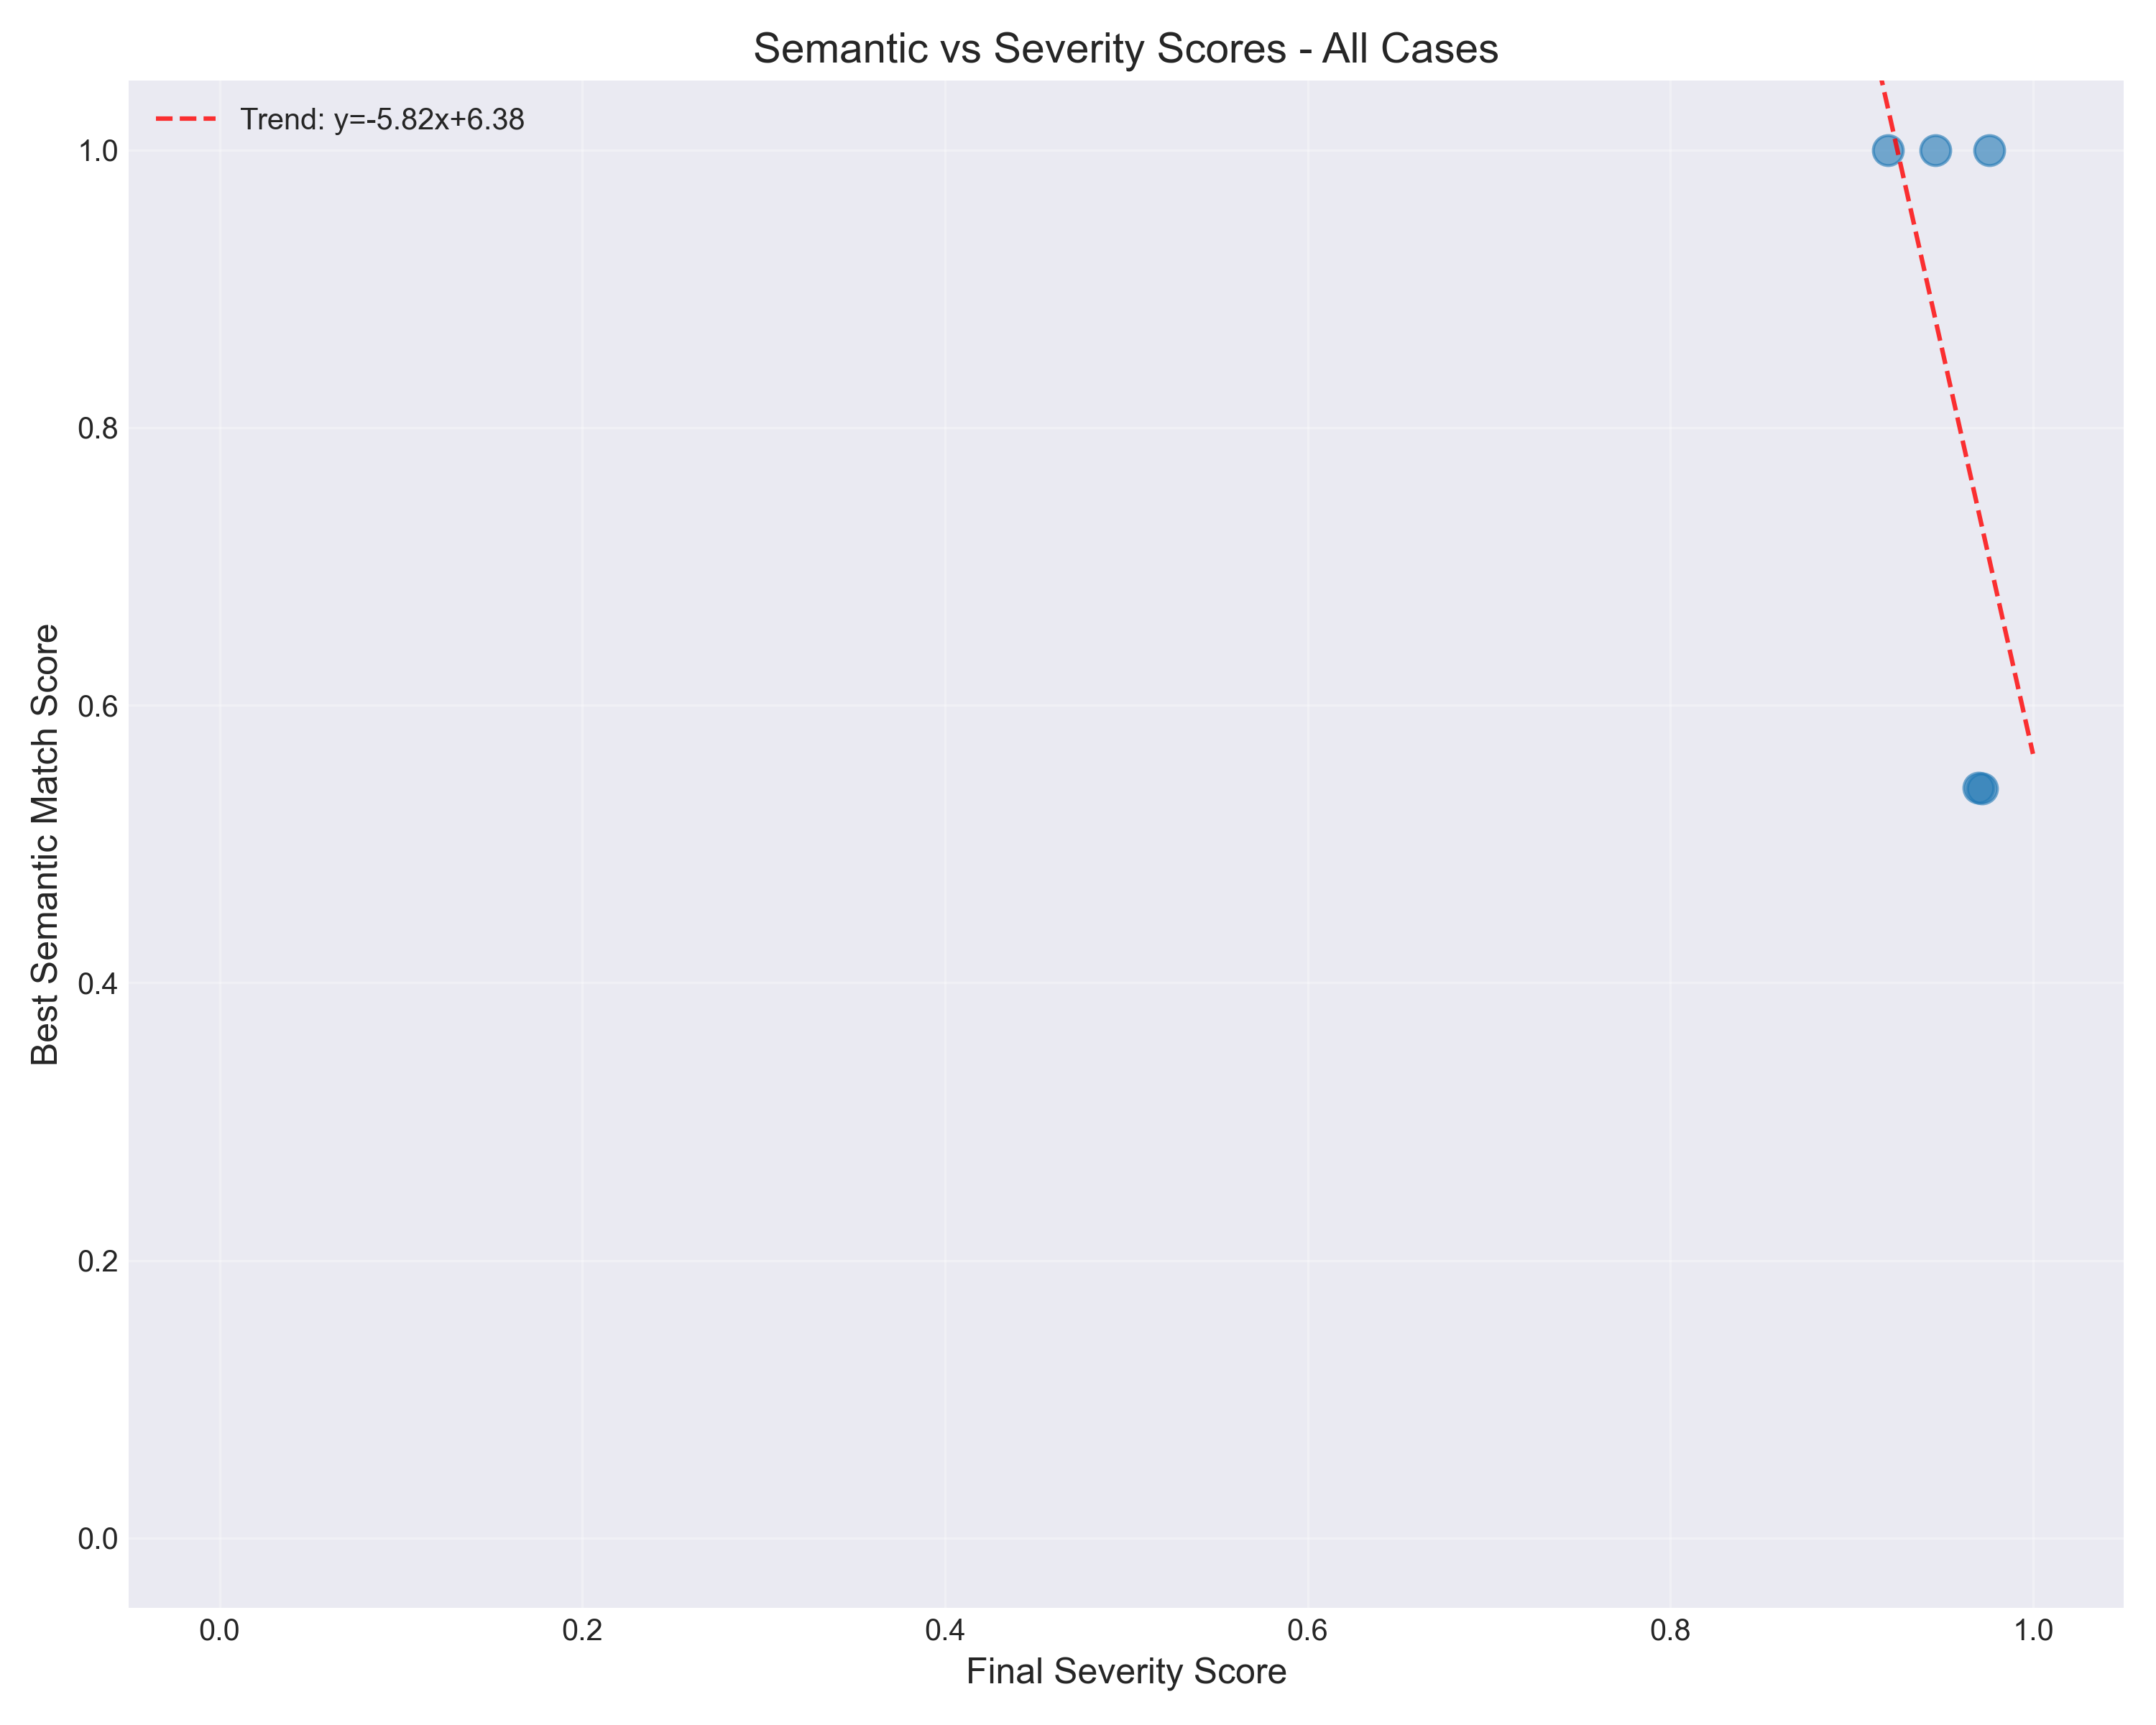 Semantic vs Severity Scores - All Cases
Trend: y=-5.82x+6.38
1.0
0.8
0.6
0.4
0.2
0.0
Best Semantic Match Score
0.0 0.2 0.4 0.6 0.8 1.0
Final Severity Score